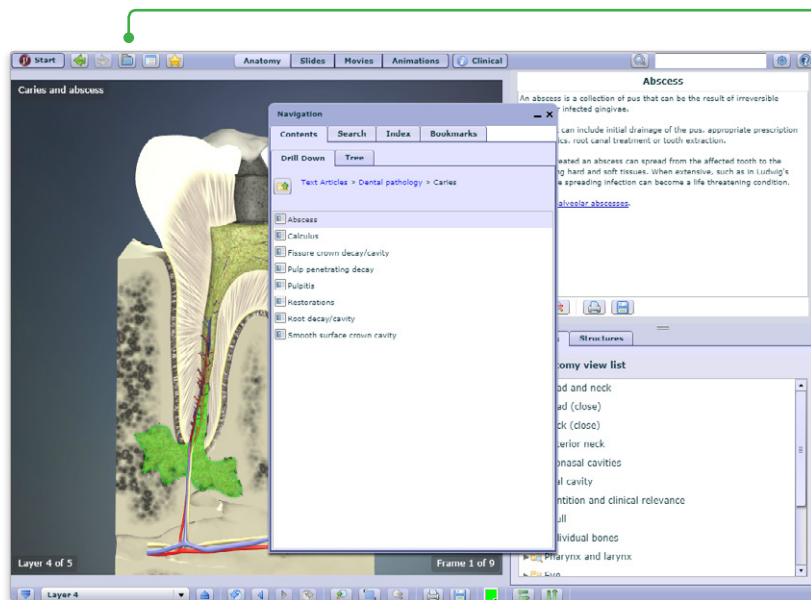 Start
Anatomy Slides Movies Animations Clinical
Caries and abscess
Abscess
An abscess is a collection of pus that can be the result of irreversible
infected gingivae.
can include initial drainage of the pus, appropriate prescription
root canal treatment or tooth extraction.
an abscess can spread from the affected tooth to the
hard and soft tissues. When extensive, such as in Ludwig's
spreading infection can become a life threatening condition.
alveolar abscesses.
Navigation
Contents Search Index Bookmarks
Drill Down Tree
Text Articles > Dental pathology > Caries
Abscess
Calculus
Fissure crown decay/cavity
Pulp penetrating decay
Pulpitis
Restorations
Root decay/cavity
Smooth surface crown cavity
Structures
view list
and neck
(close)
(close)
neck
cavities
cavity
and clinical relevance
bones
Pharynx and larynx
Layer 4 of 5
Frame 1 of 9
Layer 4